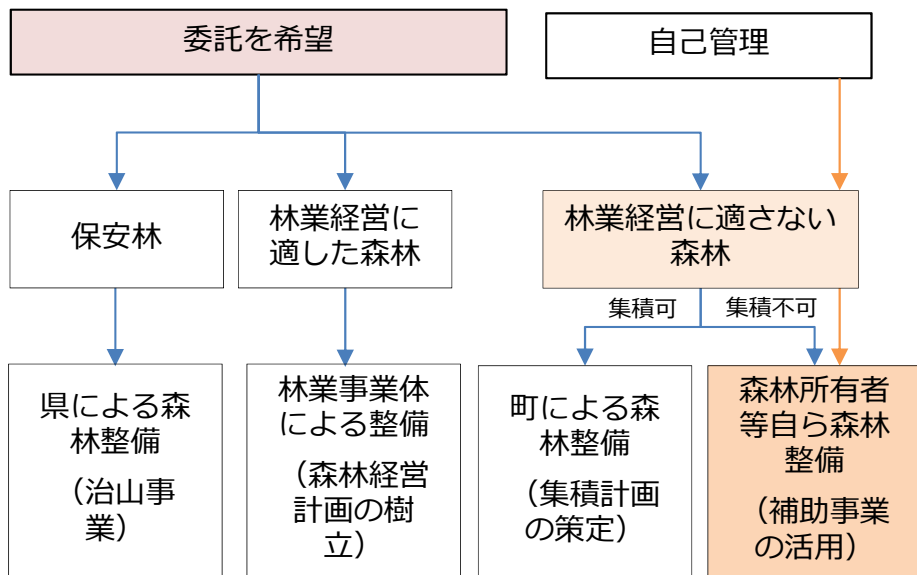 委託を希望
自己管理
保安林
林業経営に
適した森林
林業経営に適さない
森林
集積可
集積不可
県による森
林整備
（治山事
業）
林業事業体
による整備
（森林経営
計画の樹
立）
町による森
林整備
（集積計画
の策定）
森林所有者
等自ら森林
整備
（補助事業
の活用）